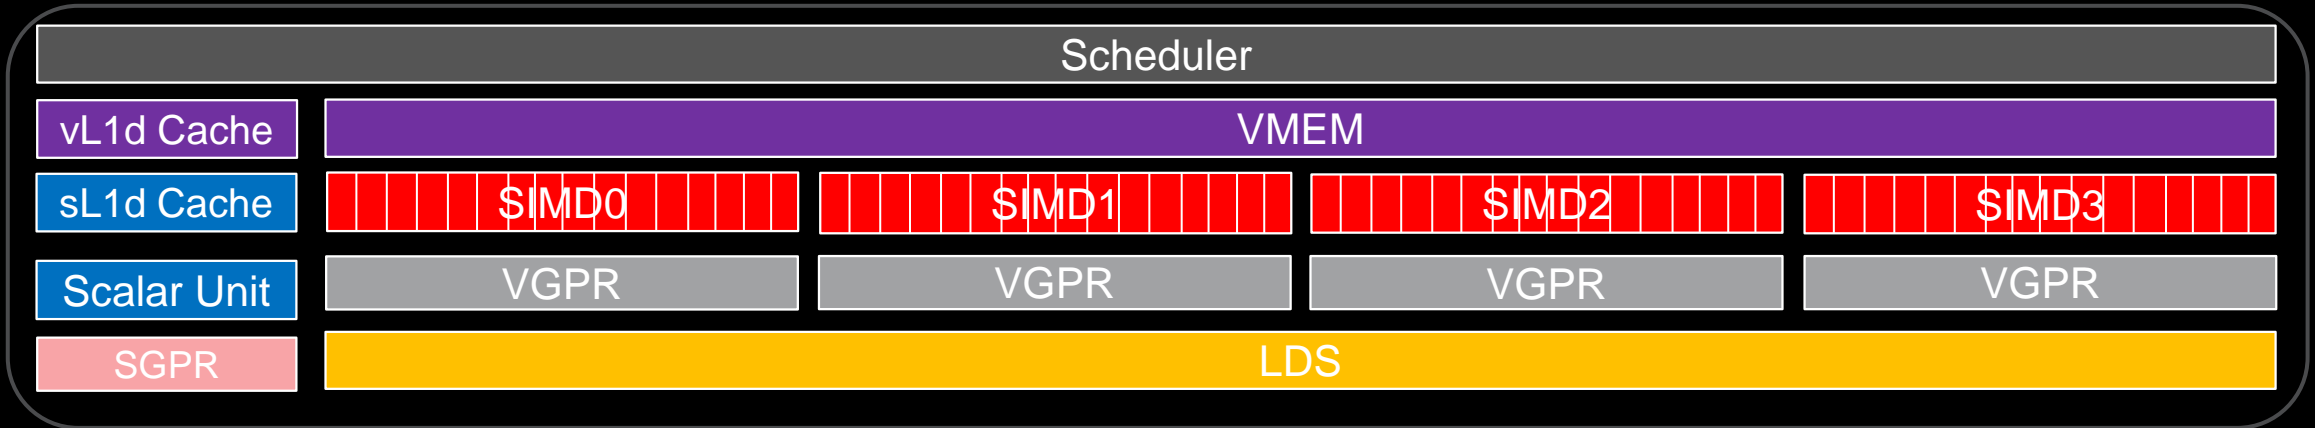 Scheduler
vL1d Cache
VMEM
sL1d Cache
SIMD0
SIMD1
SIMD2
SIMD3
Scalar Unit
VGPR
VGPR
VGPR
VGPR
SGPR
LDS